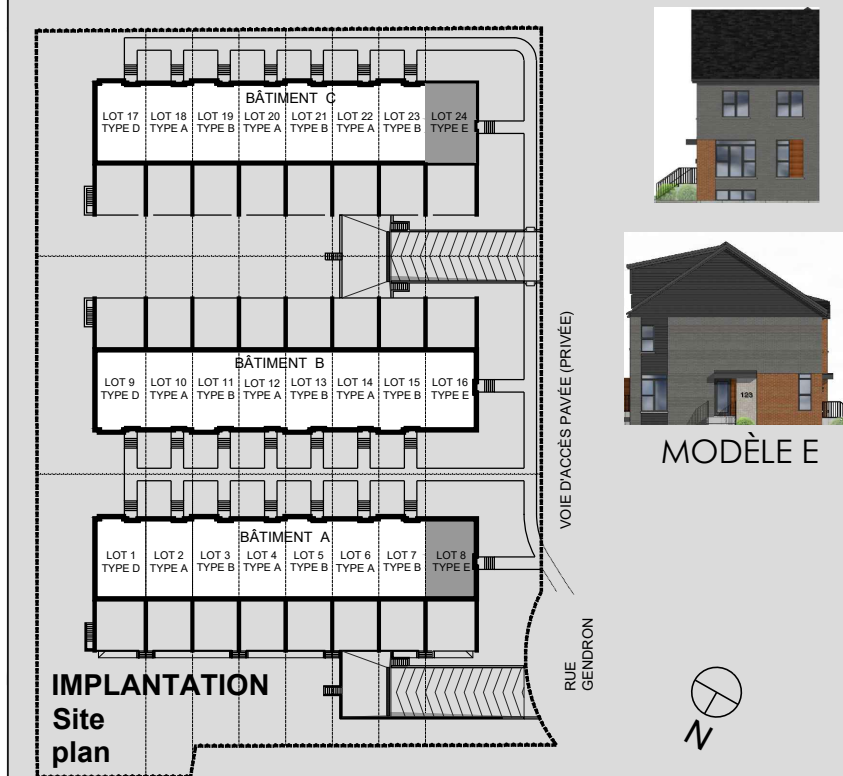 BÂTIMENT C
LOT 17 LOT 18 LOT 19 LOT 20 LOT 21 LOT 22 LOT 23 LOT 24
TYPE D TYPE A TYPE B TYPE A TYPE B TYPE A TYPE B TYPE E
BÂTIMENT B
LOT 9 LOT 10 LOT 11 LOT 12 LOT 13 LOT 14 LOT 15 LOT 16
TYPE D TYPE A TYPE B TYPE A TYPE B TYPE A TYPE B TYPE E
BÂTIMENT A
LOT 1 LOT 2 LOT 3 LOT 4 LOT 5 LOT 6 LOT 7 LOT 8
TYPE D TYPE A TYPE B TYPE A TYPE B TYPE A TYPE B TYPE E
IMPLANTATION
Site
plan
VOIE D'ACCÈS PAVÉE (PRIVÉE)
RUE
GENDRON
123
MODÈLE E
N